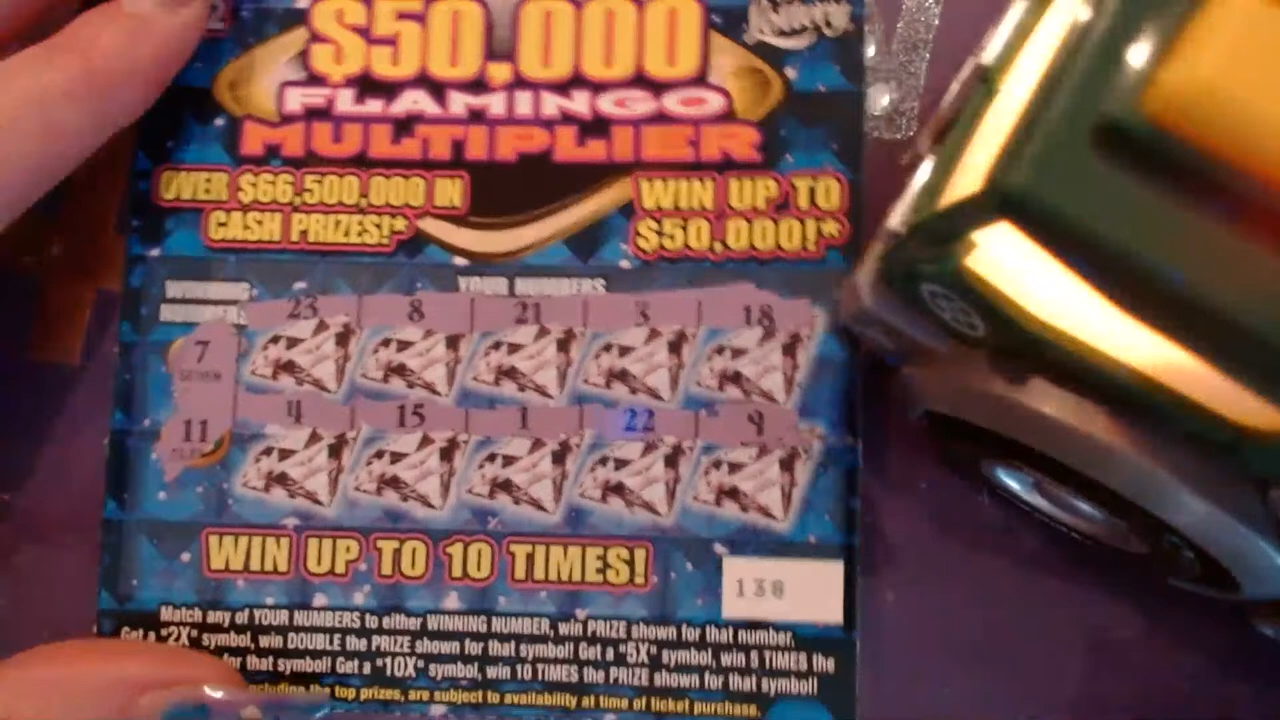 2
Lottery
$50,000
FLAMINGO
MULTIPLIER
OVER $66,500,000 IN
CASH PRIZES!*
WIN UP TO
$50,000!*
WINNING
NUMBERS
YOUR NUMBERS
23 8 21 3 18
7
SEVEN
4 15 1 22 9
11
WIN UP TO 10 TIMES!
130
Match any of YOUR NUMBERS to either WINNING NUMBER, win PRIZE shown for that number.
Get a "2X" symbol, win DOUBLE the PRIZE shown for that symbol! Get a "5X" symbol, win 5 TIMES the
for that symbol! Get a "10X" symbol, win 10 TIMES the PRIZE shown for that symbol!
including the top prizes, are subject to availability at time of ticket purchase.